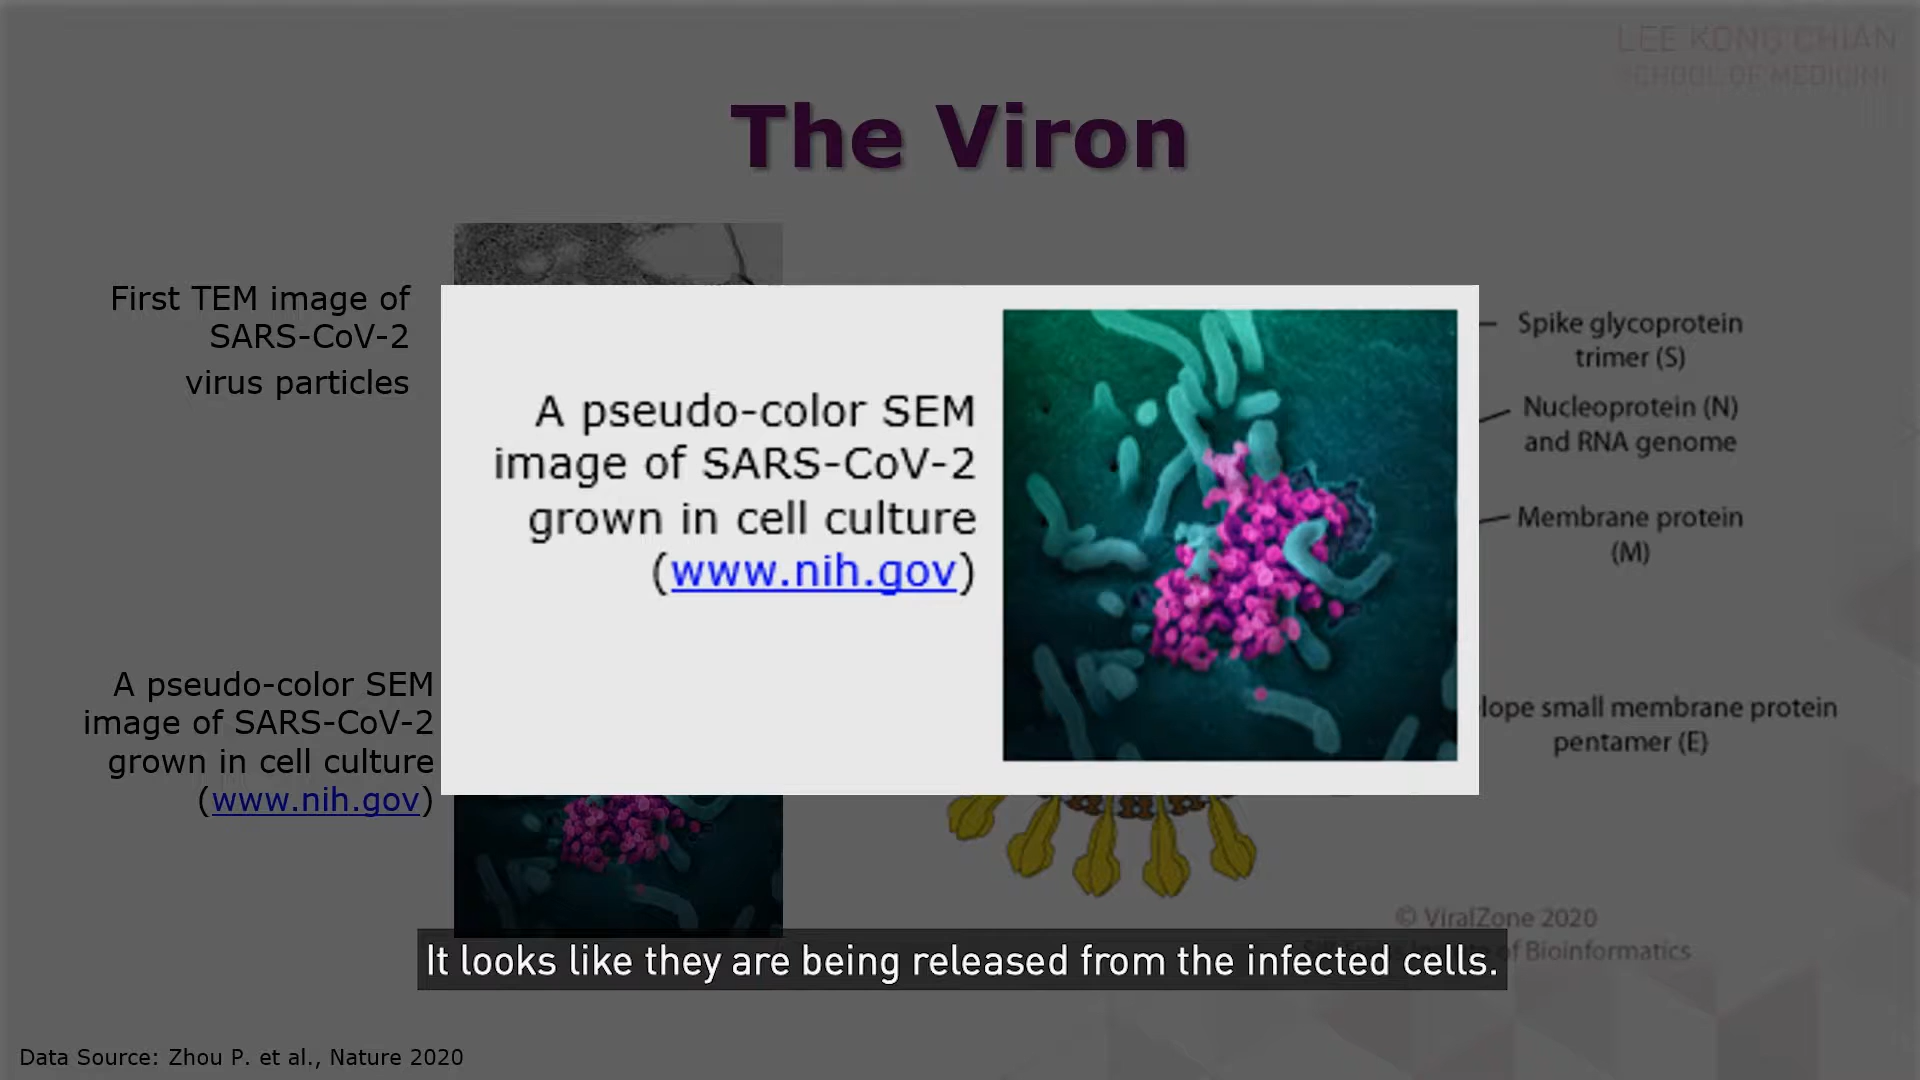 LEE KONG CHIAN
SCHOOL OF MEDICINE
The Viron
First TEM image of
SARS-CoV-2
virus particles
A pseudo-color SEM
image of SARS-CoV-2
grown in cell culture
(www.nih.gov)
A pseudo-color SEM
image of SARS-CoV-2
grown in cell culture
(www.nih.gov)
Spike glycoprotein
trimer (S)
Nucleoprotein (N)
and RNA genome
Membrane protein
(M)
lope small membrane protein
pentamer (E)
© ViralZone 2020
of Bioinformatics
It looks like they are being released from the infected cells.
Data Source: Zhou P. et al., Nature 2020